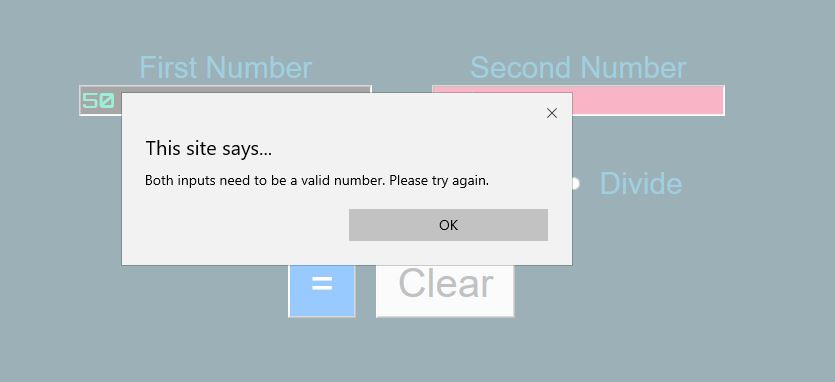 First Number
Second Number
50
This site says...
Both inputs need to be a valid number. Please try again.
OK
Divide
=
Clear